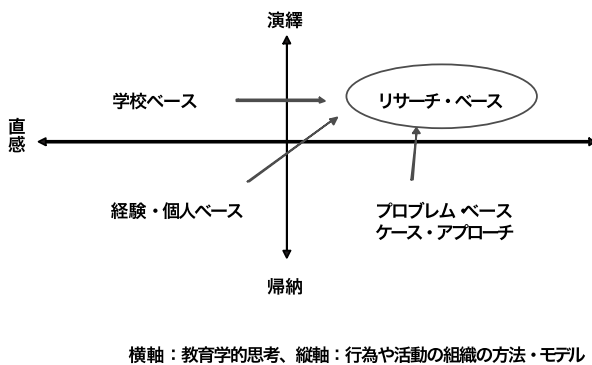 演繹
学校ベース
リサーチ・ベース
直感
経験・個人ベース
プロブレム・ベース
ケース・アプローチ
帰納
横軸：教育学的思考、縦軸：行為や活動の組織の方法・モデル